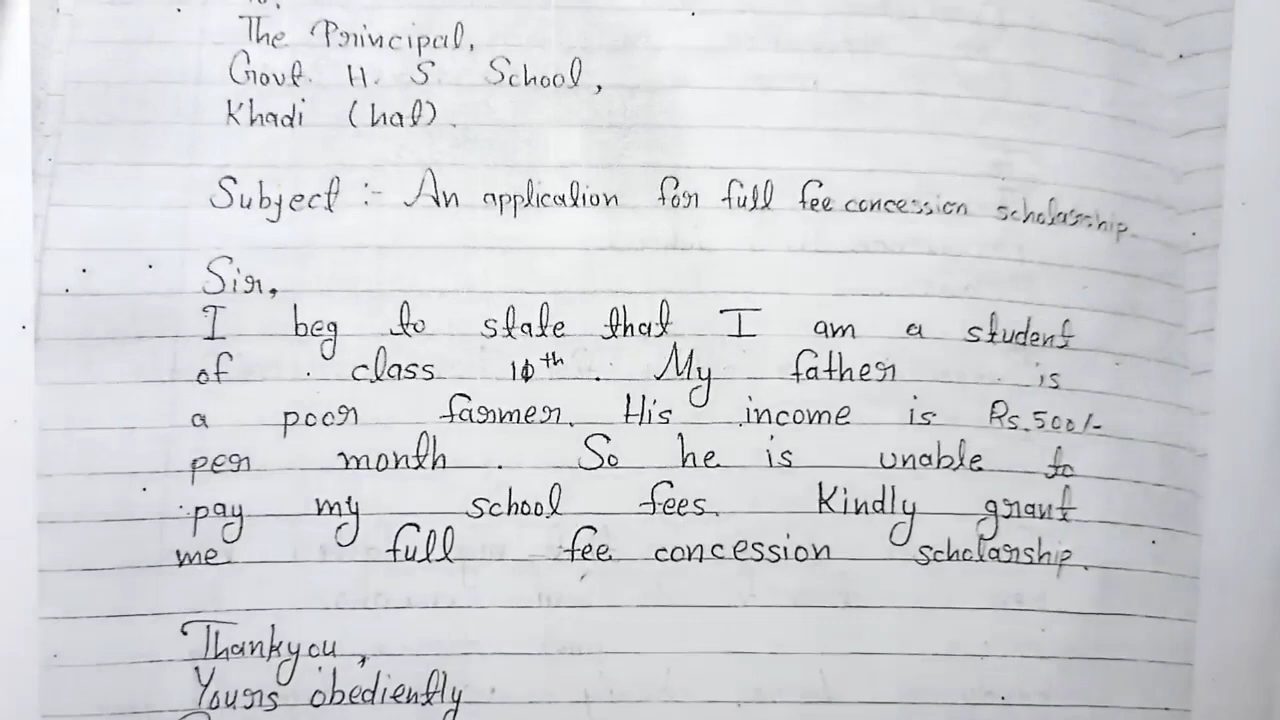 The Principal,
Govt. H. S. School,
Khadi (hat).
Subject :- An application for full fee concession scholarship.
Sir,
I beg to state that I am a student
of class 10th. My father is
a poor farmer. His income is Rs. 500/-
per month. So he is unable to
pay my school fees. Kindly grant
me full fee concession scholarship.
Thankyou,
Yours obediently